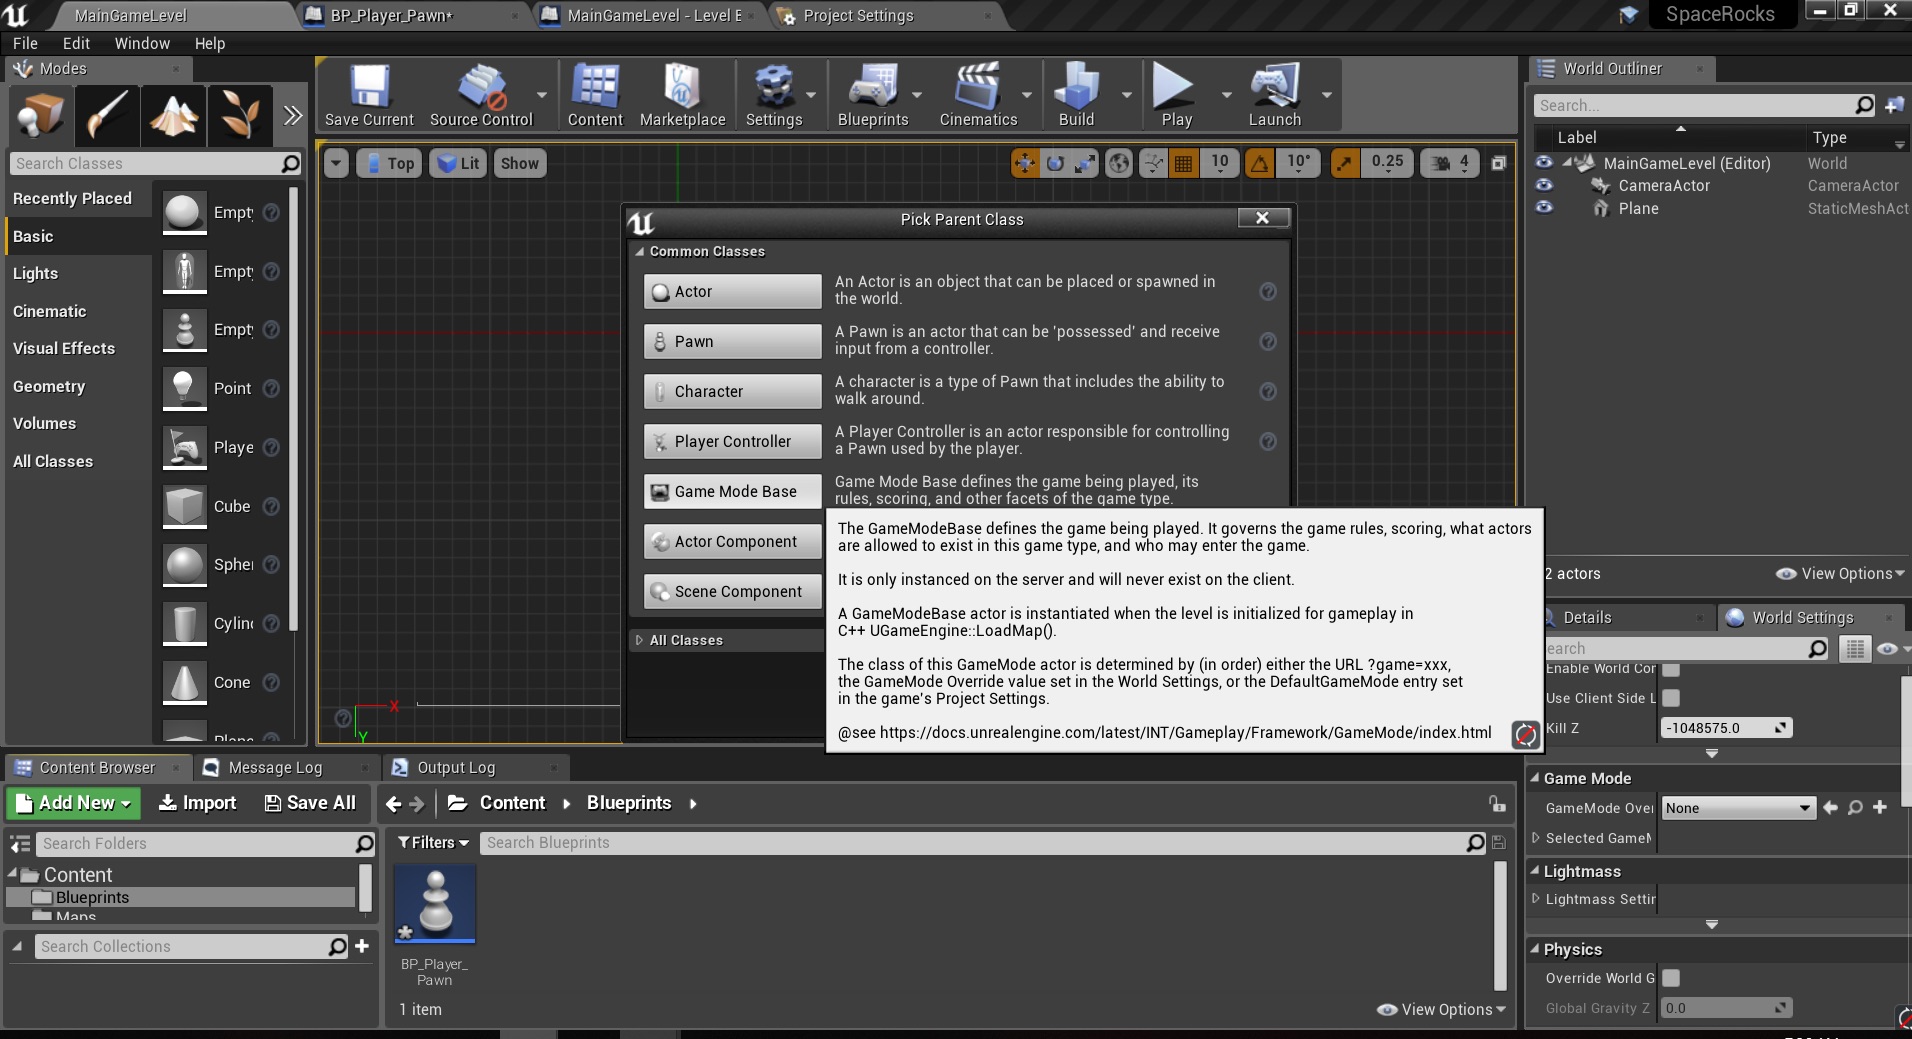 MainGameLevel
BP_Player_Pawn*
MainGameLevel - Level E
Project Settings
SpaceRocks
File Edit Window Help
Modes
Save Current
Source Control
Content
Marketplace
Settings
Blueprints
Cinematics
Build
Play
Launch
Search Classes
Recently Placed
Basic
Lights
Cinematic
Visual Effects
Geometry
Volumes
All Classes
Empt
Empt
Empt
Point
Playe
Cube
Sphe
Cylin
Cone
Plane
Top
Lit
Show
10
10°
0.25
4
Pick Parent Class
Common Classes
Actor
An Actor is an object that can be placed or spawned in
the world.
Pawn
A Pawn is an actor that can be 'possessed' and receive
input from a controller.
Character
A character is a type of Pawn that includes the ability to
walk around.
Player Controller
A Player Controller is an actor responsible for controlling
a Pawn used by the player.
Game Mode Base
Game Mode Base defines the game being played, its
rules, scoring, and other facets of the game type.
Actor Component
Scene Component
All Classes
The GameModeBase defines the game being played. It governs the game rules, scoring, what actors
are allowed to exist in this game type, and who may enter the game.
It is only instanced on the server and will never exist on the client.
A GameModeBase actor is instantiated when the level is initialized for gameplay in
C++ UGameEngine::LoadMap().
The class of this GameMode actor is determined by (in order) either the URL ?game=xxx,
the GameMode Override value set in the World Settings, or the DefaultGameMode entry set
in the game's Project Settings.
@see https://docs.unrealengine.com/latest/INT/Gameplay/Framework/GameMode/index.html
X
Y
World Outliner
Search...
Label Type
MainGameLevel (Editor) World
CameraActor CameraActor
Plane StaticMeshAct
2 actors
View Options
Details
World Settings
earch
Enable World Cor
Use Client Side L
Kill Z -1048575.0
Game Mode
GameMode Over None
Selected GameM
Lightmass
Lightmass Settir
Physics
Override World G
Global Gravity Z 0.0
Content Browser
Message Log
Output Log
Add New
Import
Save All
Content
Blueprints
Search Folders
Content
Blueprints
Maps
Search Collections
Filters
Search Blueprints
BP_Player_
Pawn
1 item
View Options